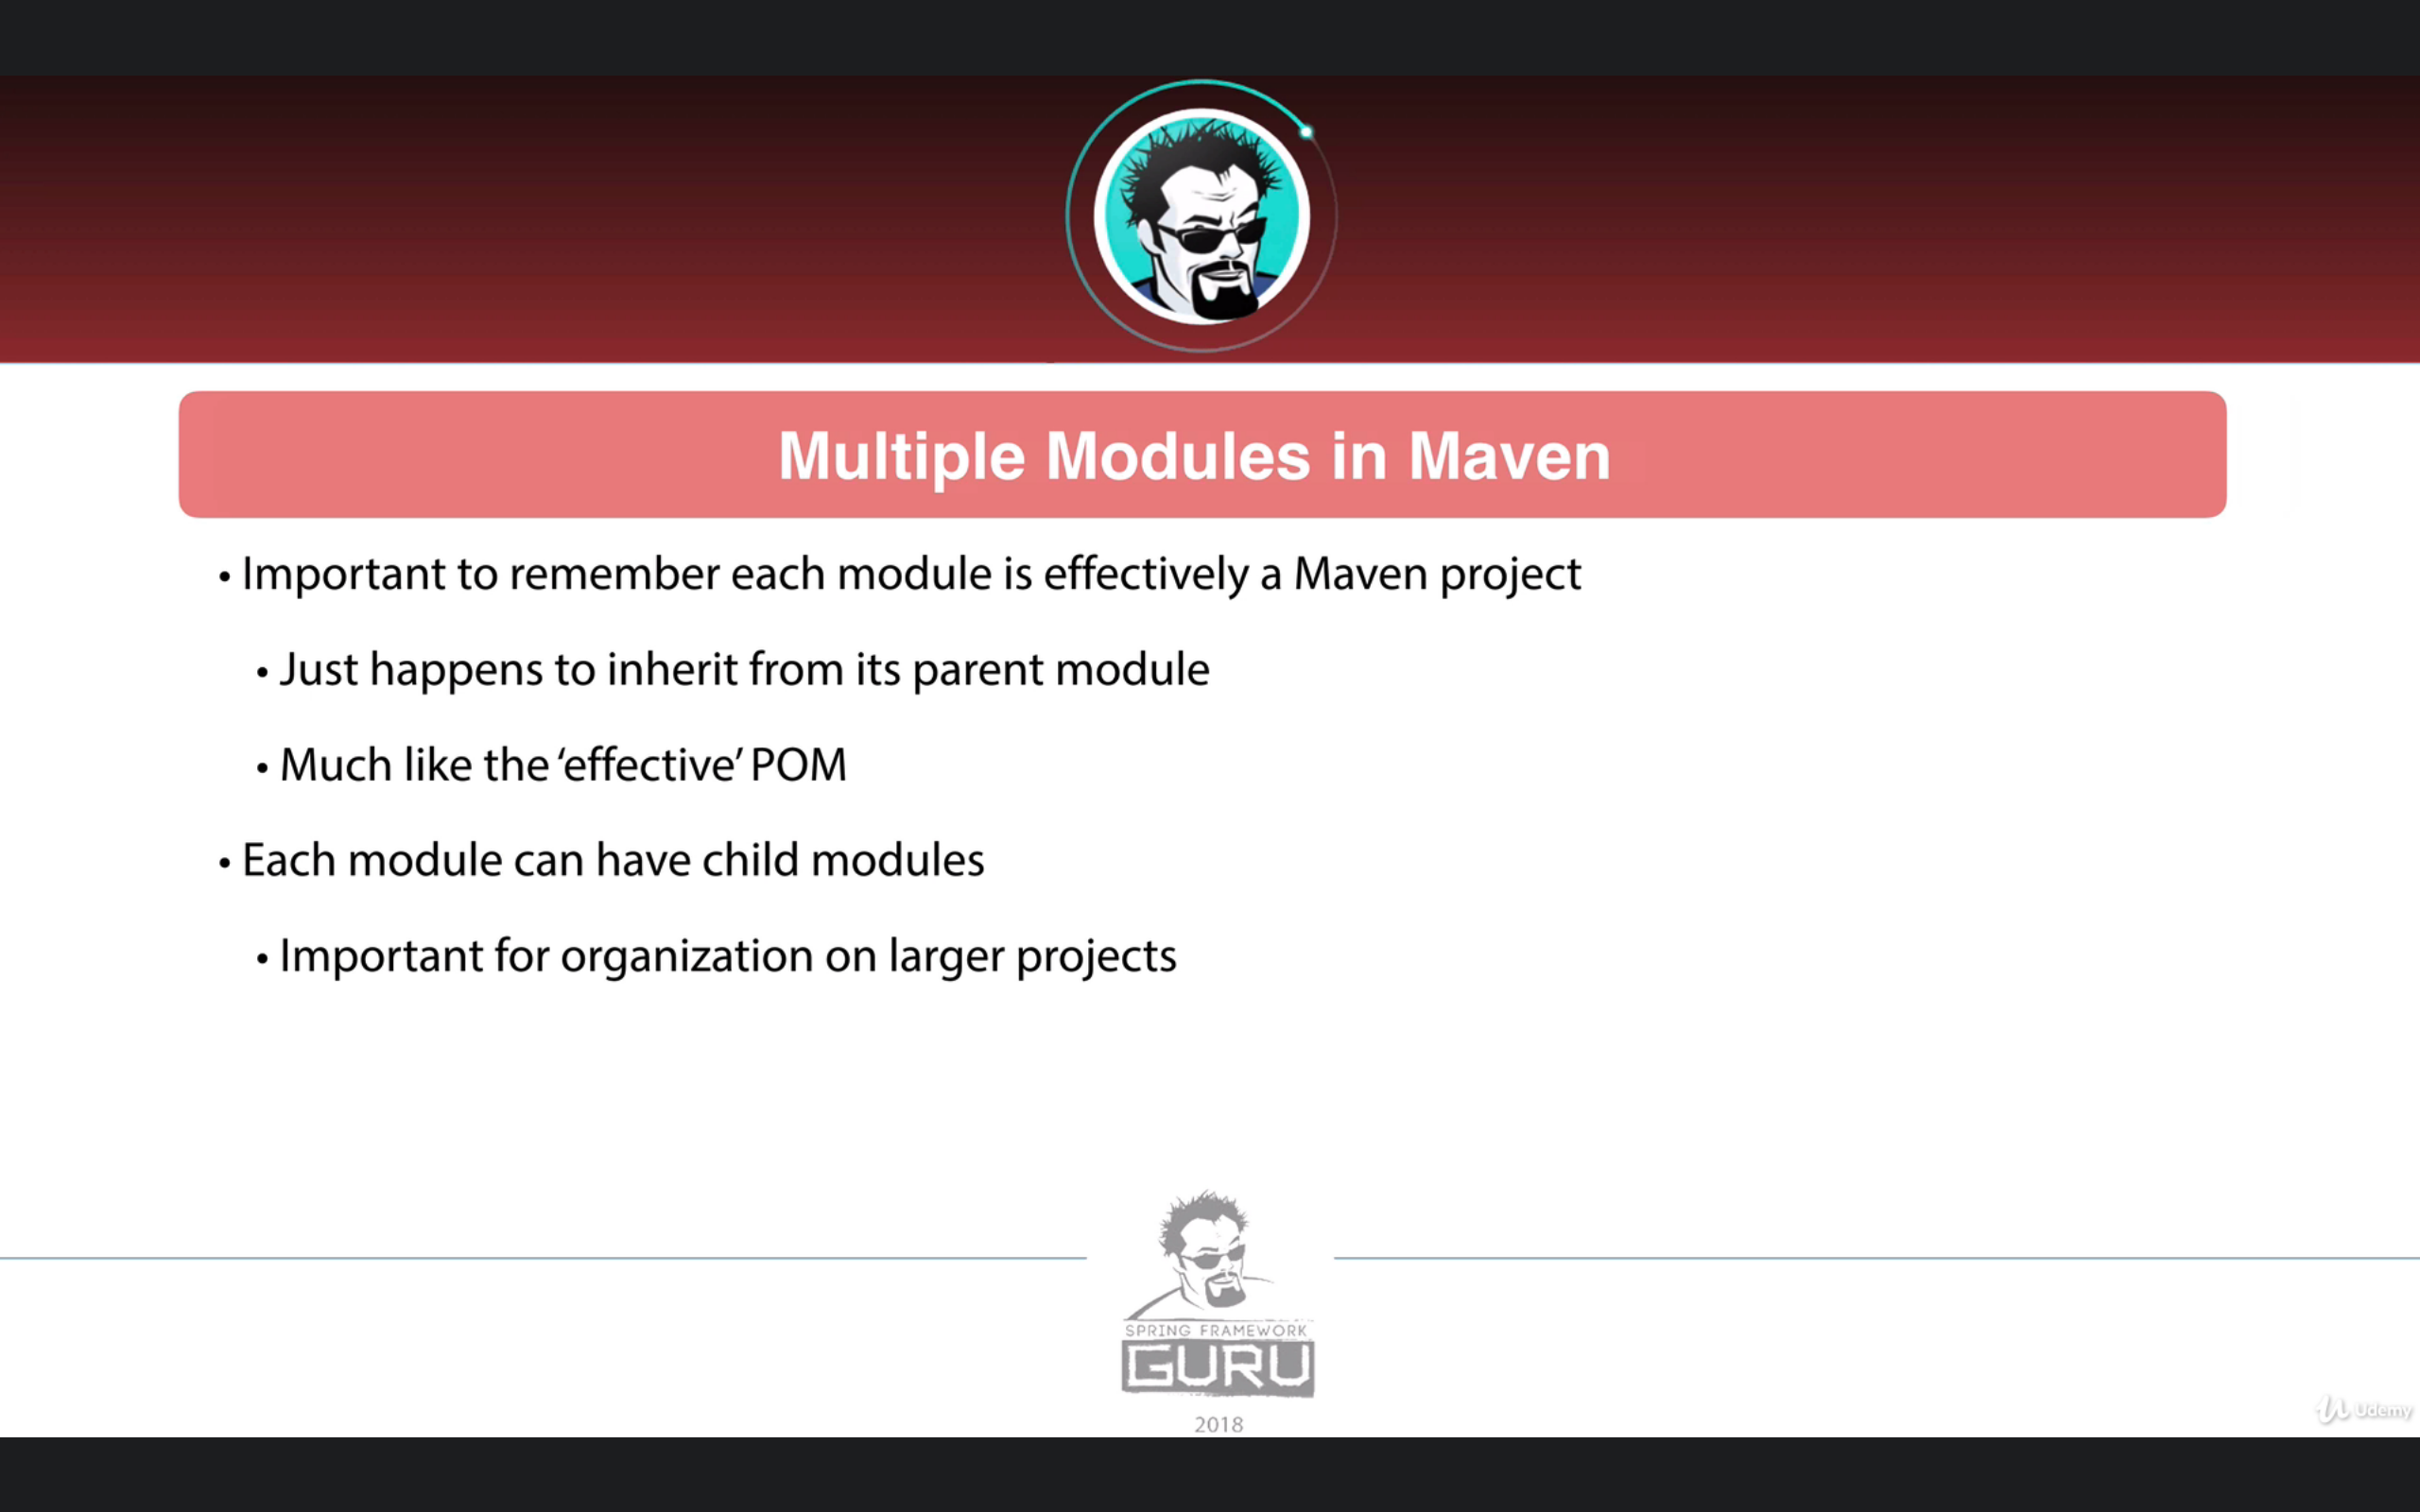 Multiple Modules in Maven
• Important to remember each module is effectively a Maven project
• Just happens to inherit from its parent module
• Much like the ‘effective’ POM
• Each module can have child modules
• Important for organization on larger projects
SPRING FRAMEWORK
GURU
2018
Udemy